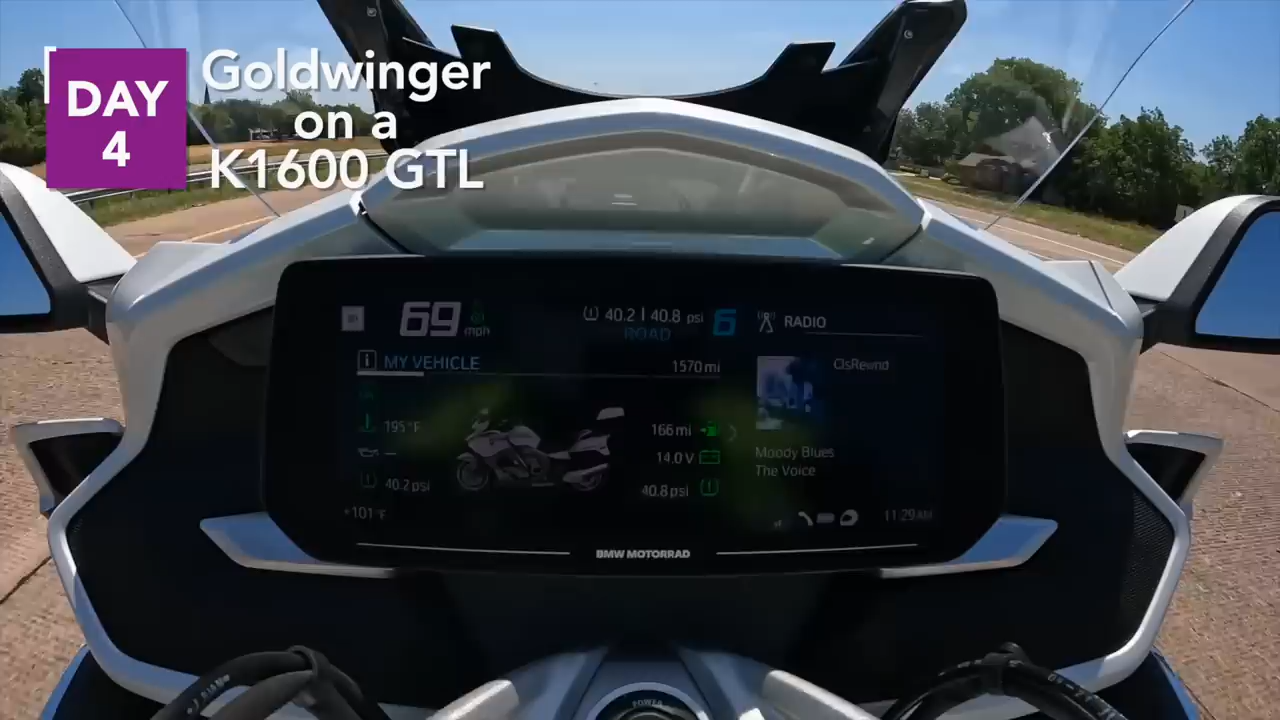 DAY
4
Goldwinger
on a
K1600 GTL
69 mph
40.2 | 40.8 psi
6
ROAD
RADIO
MY VEHICLE
1570 mi
ClsRewnd
195 °F
166 mi
--
14.0 V
40.2 psi
40.8 psi
Moody Blues
The Voice
+101°F
11:29 AM
BMW MOTORRAD
POWER